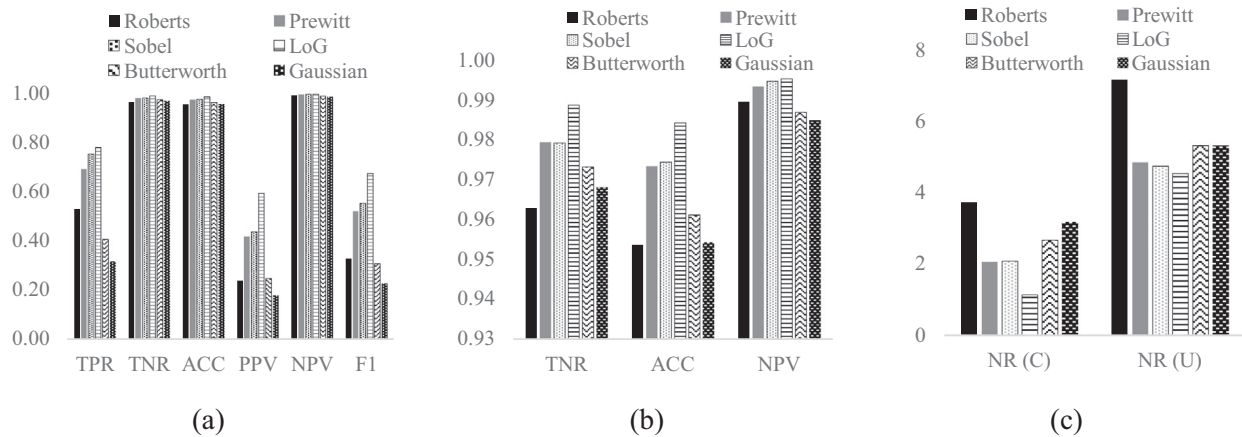 Roberts Prewitt
Sobel LoG
Butterworth Gaussian
1.00
0.80
0.60
0.40
0.20
0.00
TPR TNR ACC PPV NPV F1
(a)
Roberts Prewitt
Sobel LoG
Butterworth Gaussian
1.00
0.99
0.98
0.97
0.96
0.95
0.94
0.93
TNR ACC NPV
(b)
Roberts Prewitt
Sobel LoG
Butterworth Gaussian
8
6
4
2
0
NR (C) NR (U)
(c)